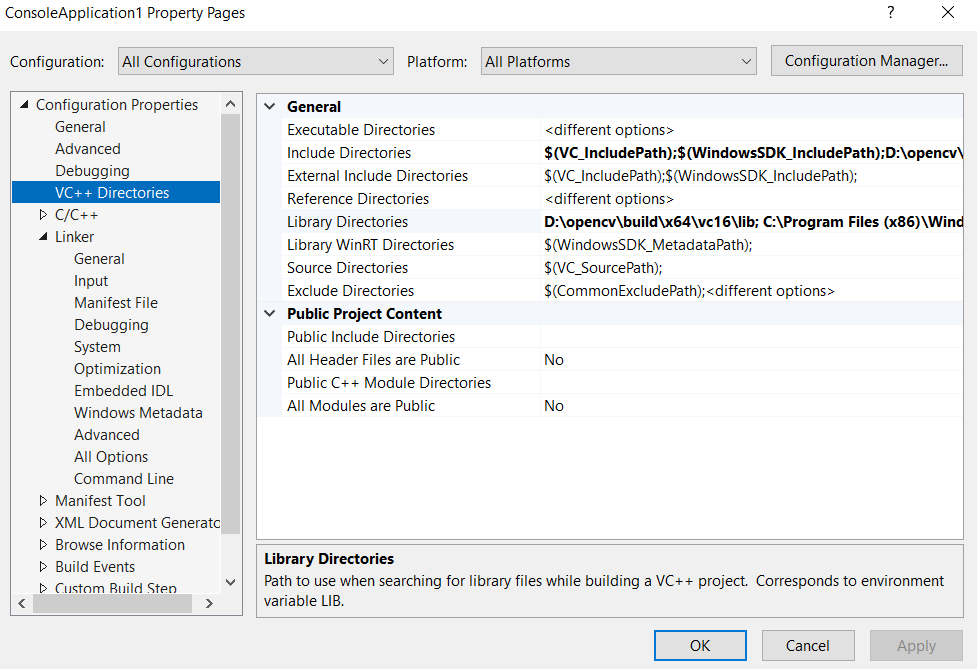 ConsoleApplication1 Property Pages ?
Configuration: All Configurations Platform: All Platforms Configuration Manager...
Configuration Properties
General
Advanced
Debugging
VC++ Directories
C/C++
Linker
General
Input
Manifest File
Debugging
System
Optimization
Embedded IDL
Windows Metadata
Advanced
All Options
Command Line
Manifest Tool
XML Document Generato
Browse Information
Build Events
Custom Build Step
General
Executable Directories <different options>
Include Directories $(VC_IncludePath);$(WindowsSDK_IncludePath);D:\opencv\
External Include Directories $(VC_IncludePath);$(WindowsSDK_IncludePath);
Reference Directories <different options>
Library Directories D:\opencv\build\x64\vc16\lib; C:\Program Files (x86)\Wind
Library WinRT Directories $(WindowsSDK_MetadataPath);
Source Directories $(VC_SourcePath);
Exclude Directories $(CommonExcludePath);<different options>
Public Project Content
Public Include Directories
All Header Files are Public No
Public C++ Module Directories
All Modules are Public No
Library Directories
Path to use when searching for library files while building a VC++ project.  Corresponds to environment
variable LIB.
OK Cancel Apply